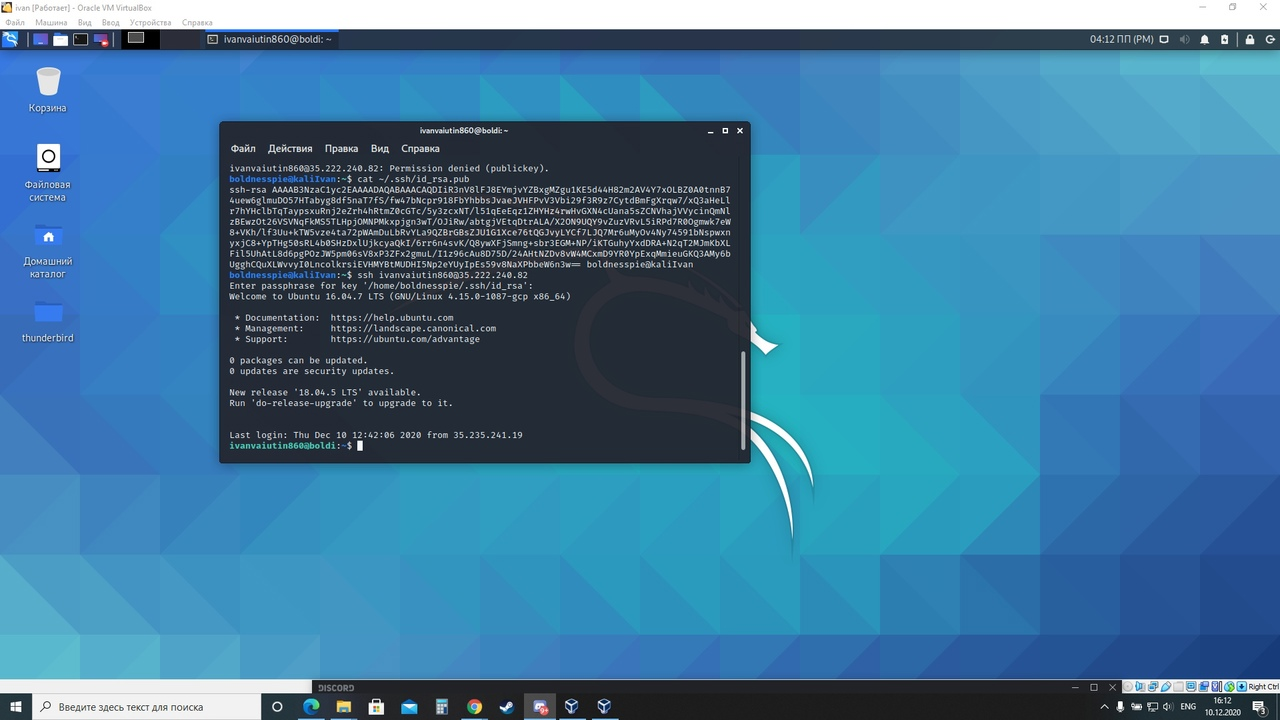 ivan [Работает] - Oracle VM VirtualBox
Файл Машина Вид Ввод Устройства Справка
ivanvaiutin860@boldi: ~
04:12 ПП (PM)
Корзина
Файловая
система
Домашний
каталог
thunderbird
ivanvaiutin860@boldi: ~
Файл Действия Правка Вид Справка
ivanvaiutin860@35.222.240.82: Permission denied (publickey).
boldnesspie@kaliIvan:~$ cat ~/.ssh/id_rsa.pub
ssh-rsa
boldnesspie@kaliIvan
boldnesspie@kaliIvan:~$ ssh ivanvaiutin860@35.222.240.82
Enter passphrase for key '/home/boldnesspie/.ssh/id_rsa':
Welcome to Ubuntu 16.04.7 LTS (GNU/Linux 4.15.0-1087-gcp x86_64)
* Documentation: https://help.ubuntu.com
* Management: https://landscape.canonical.com
* Support: https://ubuntu.com/advantage
0 packages can be updated.
0 updates are security updates.
New release '18.04.5 LTS' available.
Run 'do-release-upgrade' to upgrade to it.
Last login: Thu Dec 10 12:42:06 2020 from 35.235.241.19
ivanvaiutin860@boldi:~$
DISCORD
Right Ctrl
Введите здесь текст для поиска
ENG
16:12
10.12.2020
3